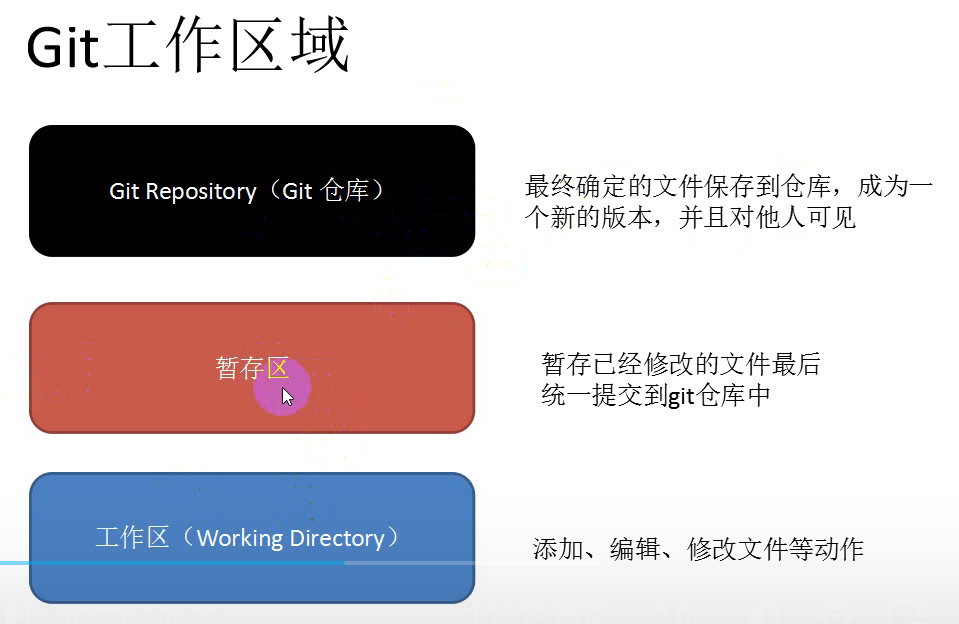 Git工作区域
Git Repository（Git 仓库）
最终确定的文件保存到仓库，成为一
个新的版本，并且对他人可见
暂存区
暂存已经修改的文件最后
统一提交到git仓库中
工作区（Working Directory）
添加、编辑、修改文件等动作